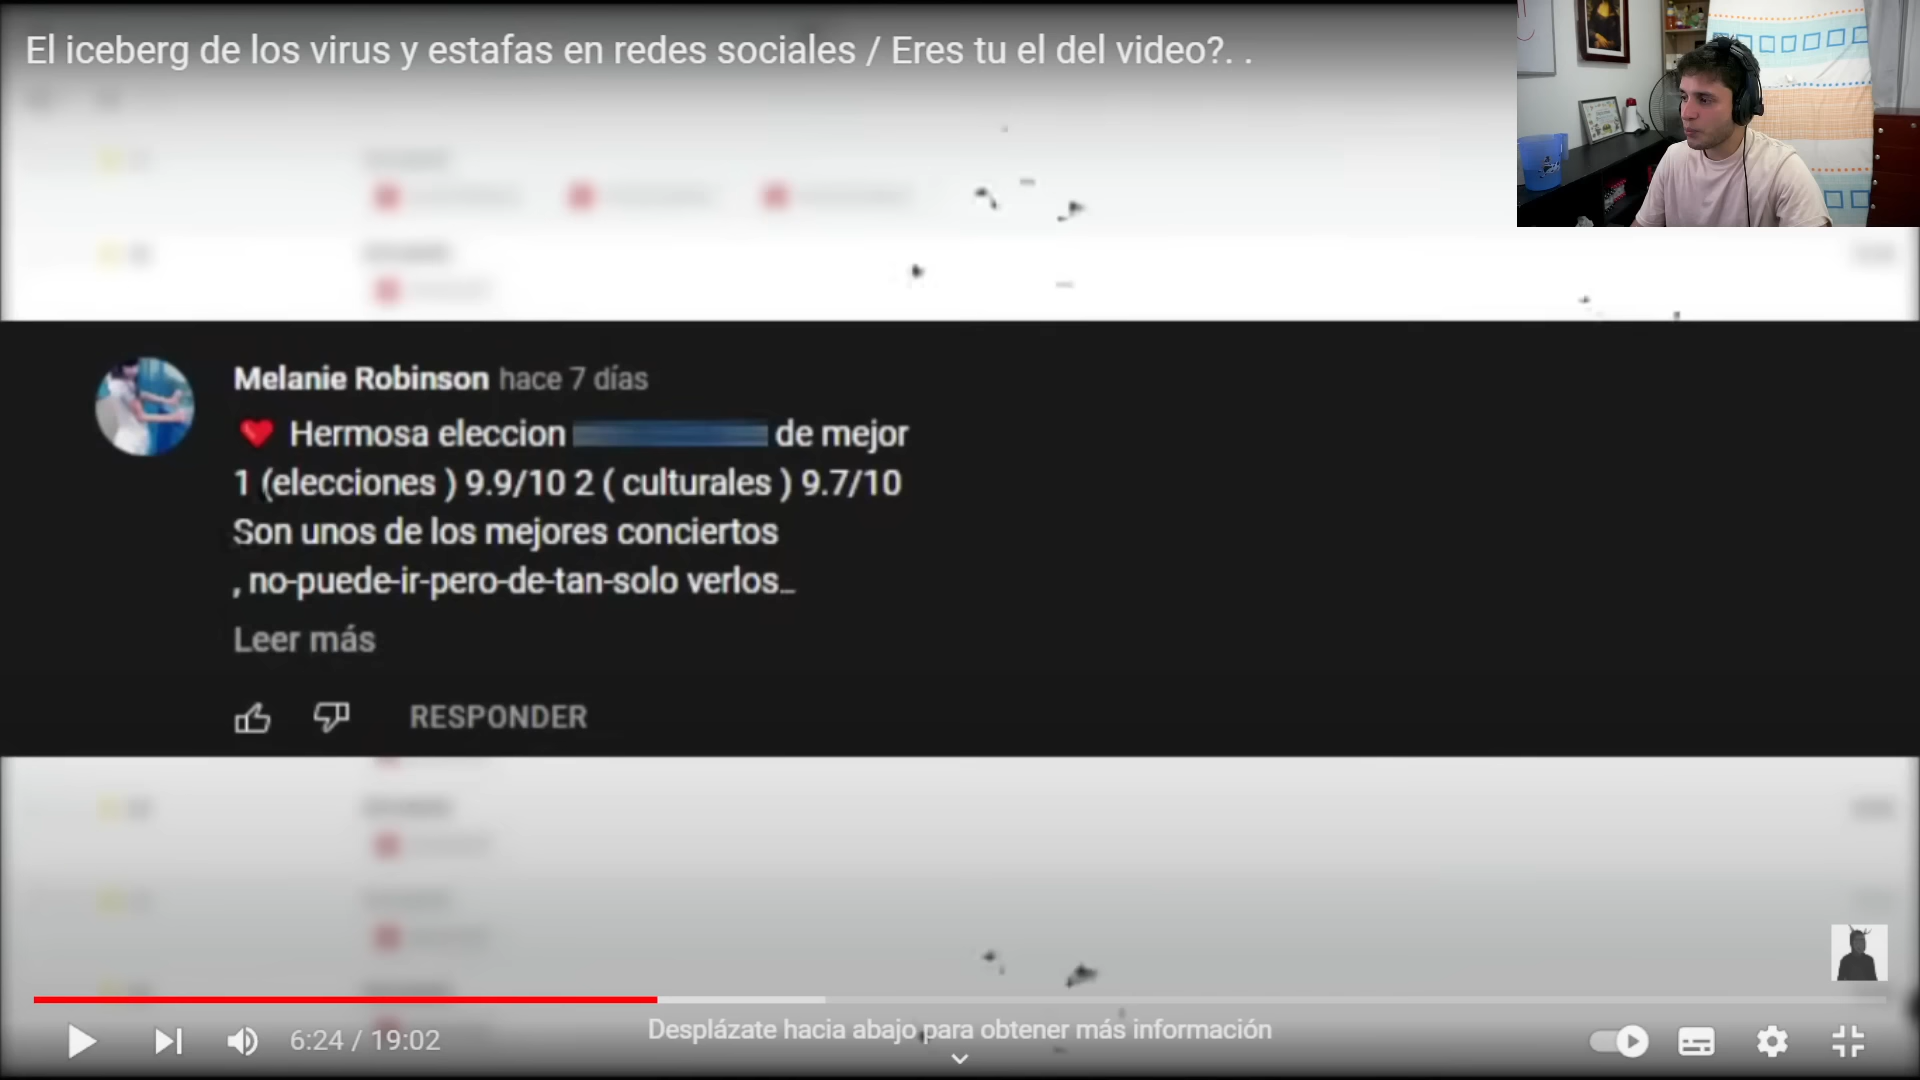 El iceberg de los virus y estafas en redes sociales / Eres tu el del video?. .
Melanie Robinson hace 7 días
Hermosa eleccion de mejor
1 (elecciones ) 9.9/10 2 ( culturales ) 9.7/10
Son unos de los mejores conciertos
, no-puede-ir-pero-de-tan-solo verlos...
Leer más
RESPONDER
6:24 / 19:02
Desplázate hacia abajo para obtener más información